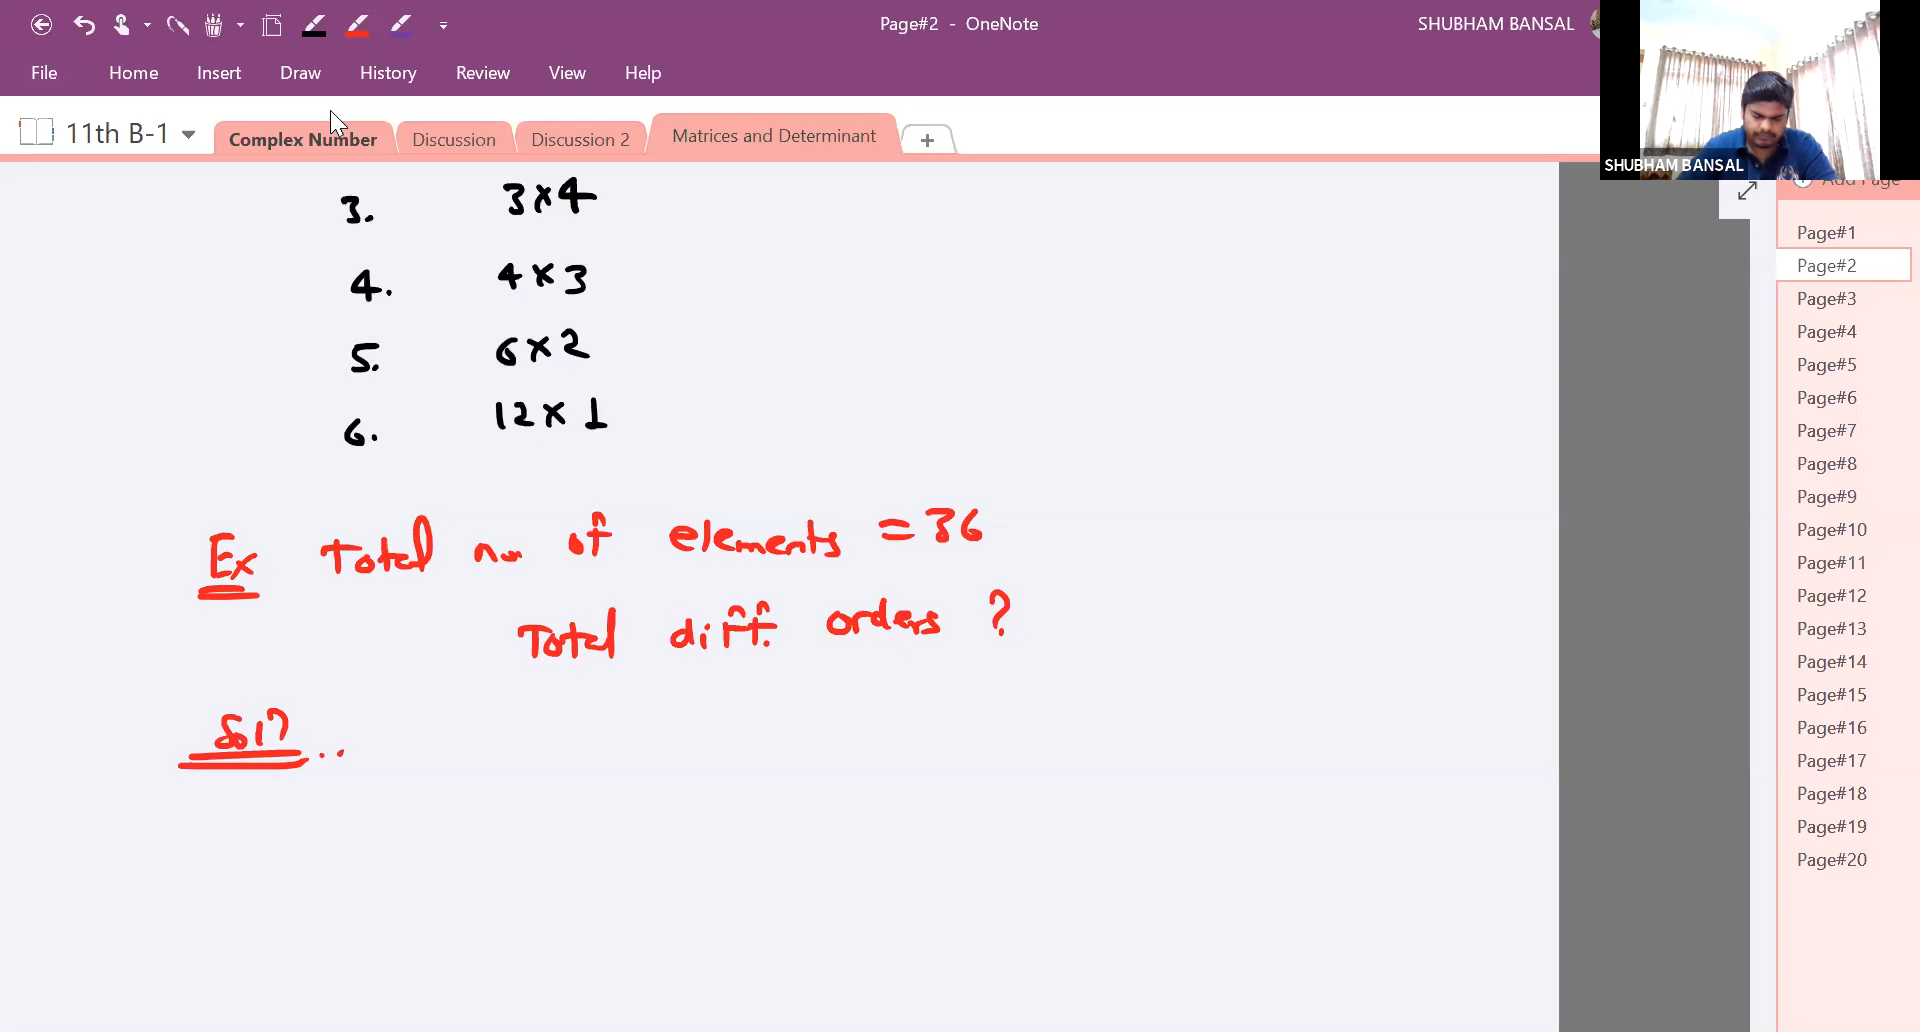 Page#2 - OneNote
SHUBHAM BANSAL
File Home Insert Draw History Review View Help
SHUBHAM BANSAL
11th B-1
Complex Number
Discussion
Discussion 2
Matrices and Determinant
Add Page
3. 3×4
4. 4×3
5. 6×2
6. 12×1
Ex Total no of elements = 36
Total diff. orders ?
Sol?
Page#1
Page#2
Page#3
Page#4
Page#5
Page#6
Page#7
Page#8
Page#9
Page#10
Page#11
Page#12
Page#13
Page#14
Page#15
Page#16
Page#17
Page#18
Page#19
Page#20